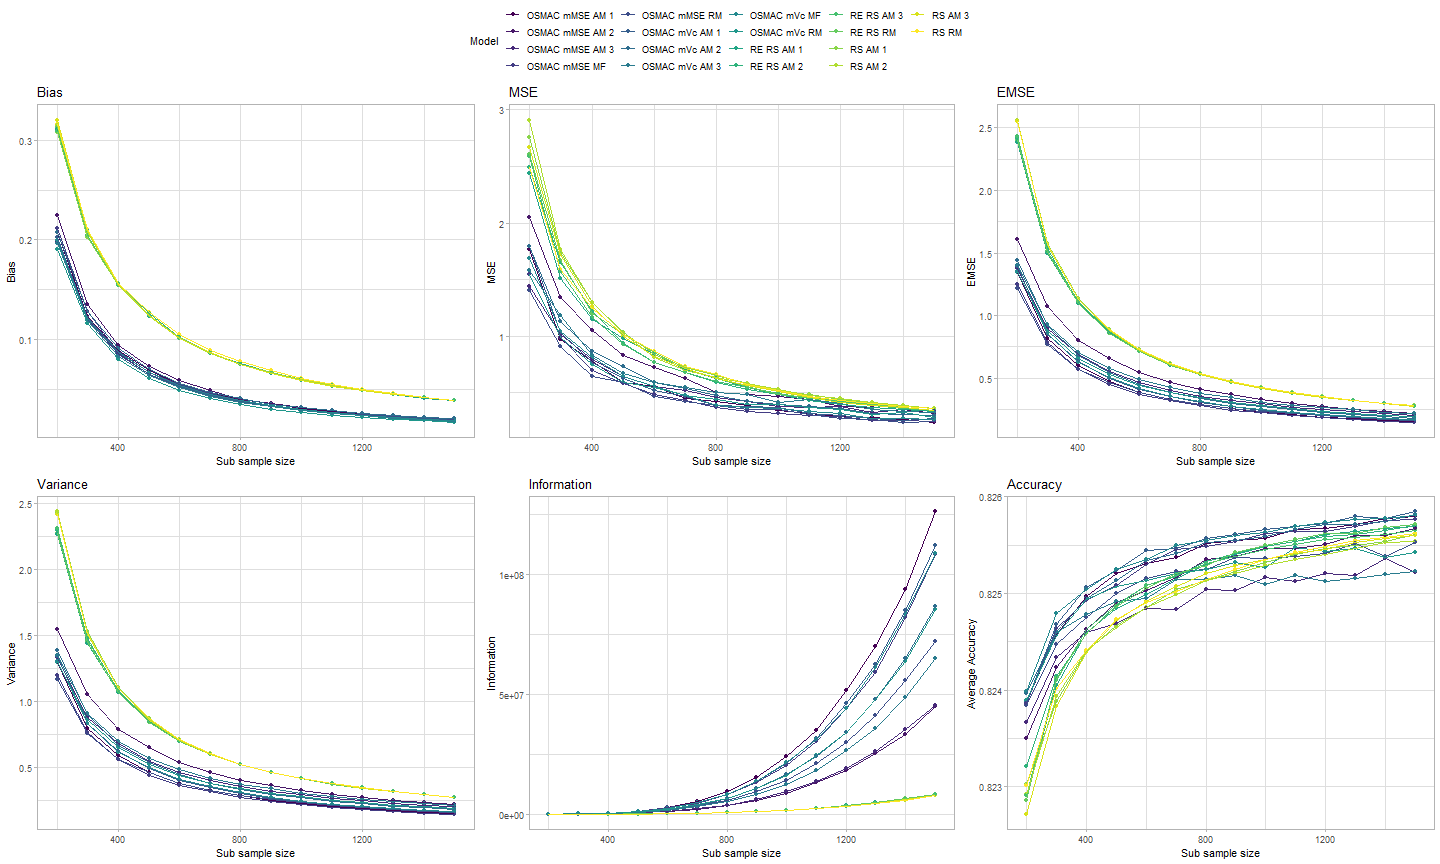 OSMAC mMSE AM 1 OSMAC mMSE RM OSMAC mVc MF RE RS AM 3 RS AM 3
OSMAC mMSE AM 2 OSMAC mVc AM 1 OSMAC mVc RM RE RS RM RS RM
Model
OSMAC mMSE AM 3 OSMAC mVc AM 2 RE RS AM 1 RS AM 1
OSMAC mMSE MF OSMAC mVc AM 3 RE RS AM 2 RS AM 2
Bias
0.3
0.2
0.1
Bias
400 800 1200
Sub sample size
MSE
3
2
1
MSE
400 800 1200
Sub sample size
EMSE
2.5
2.0
1.5
1.0
0.5
EMSE
400 800 1200
Sub sample size
Variance
2.5
2.0
1.5
1.0
0.5
Variance
400 800 1200
Sub sample size
Information
1e+08
5e+07
0e+00
Information
400 800 1200
Sub sample size
Accuracy
0.826
0.825
0.824
0.823
Average Accuracy
400 800 1200
Sub sample size